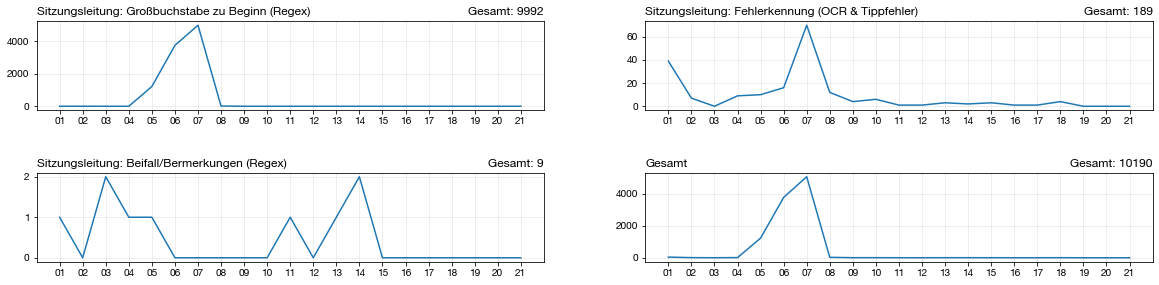 Sitzungsleitung: Großbuchstabe zu Beginn (Regex) Gesamt: 9992
4000
2000
0
01 02 03 04 05 06 07 08 09 10 11 12 13 14 15 16 17 18 19 20 21
Sitzungsleitung: Fehlerkennung (OCR & Tippfehler) Gesamt: 189
60
40
20
0
01 02 03 04 05 06 07 08 09 10 11 12 13 14 15 16 17 18 19 20 21
Sitzungsleitung: Beifall/Bermerkungen (Regex) Gesamt: 9
2
1
0
01 02 03 04 05 06 07 08 09 10 11 12 13 14 15 16 17 18 19 20 21
Gesamt Gesamt: 10190
4000
2000
0
01 02 03 04 05 06 07 08 09 10 11 12 13 14 15 16 17 18 19 20 21